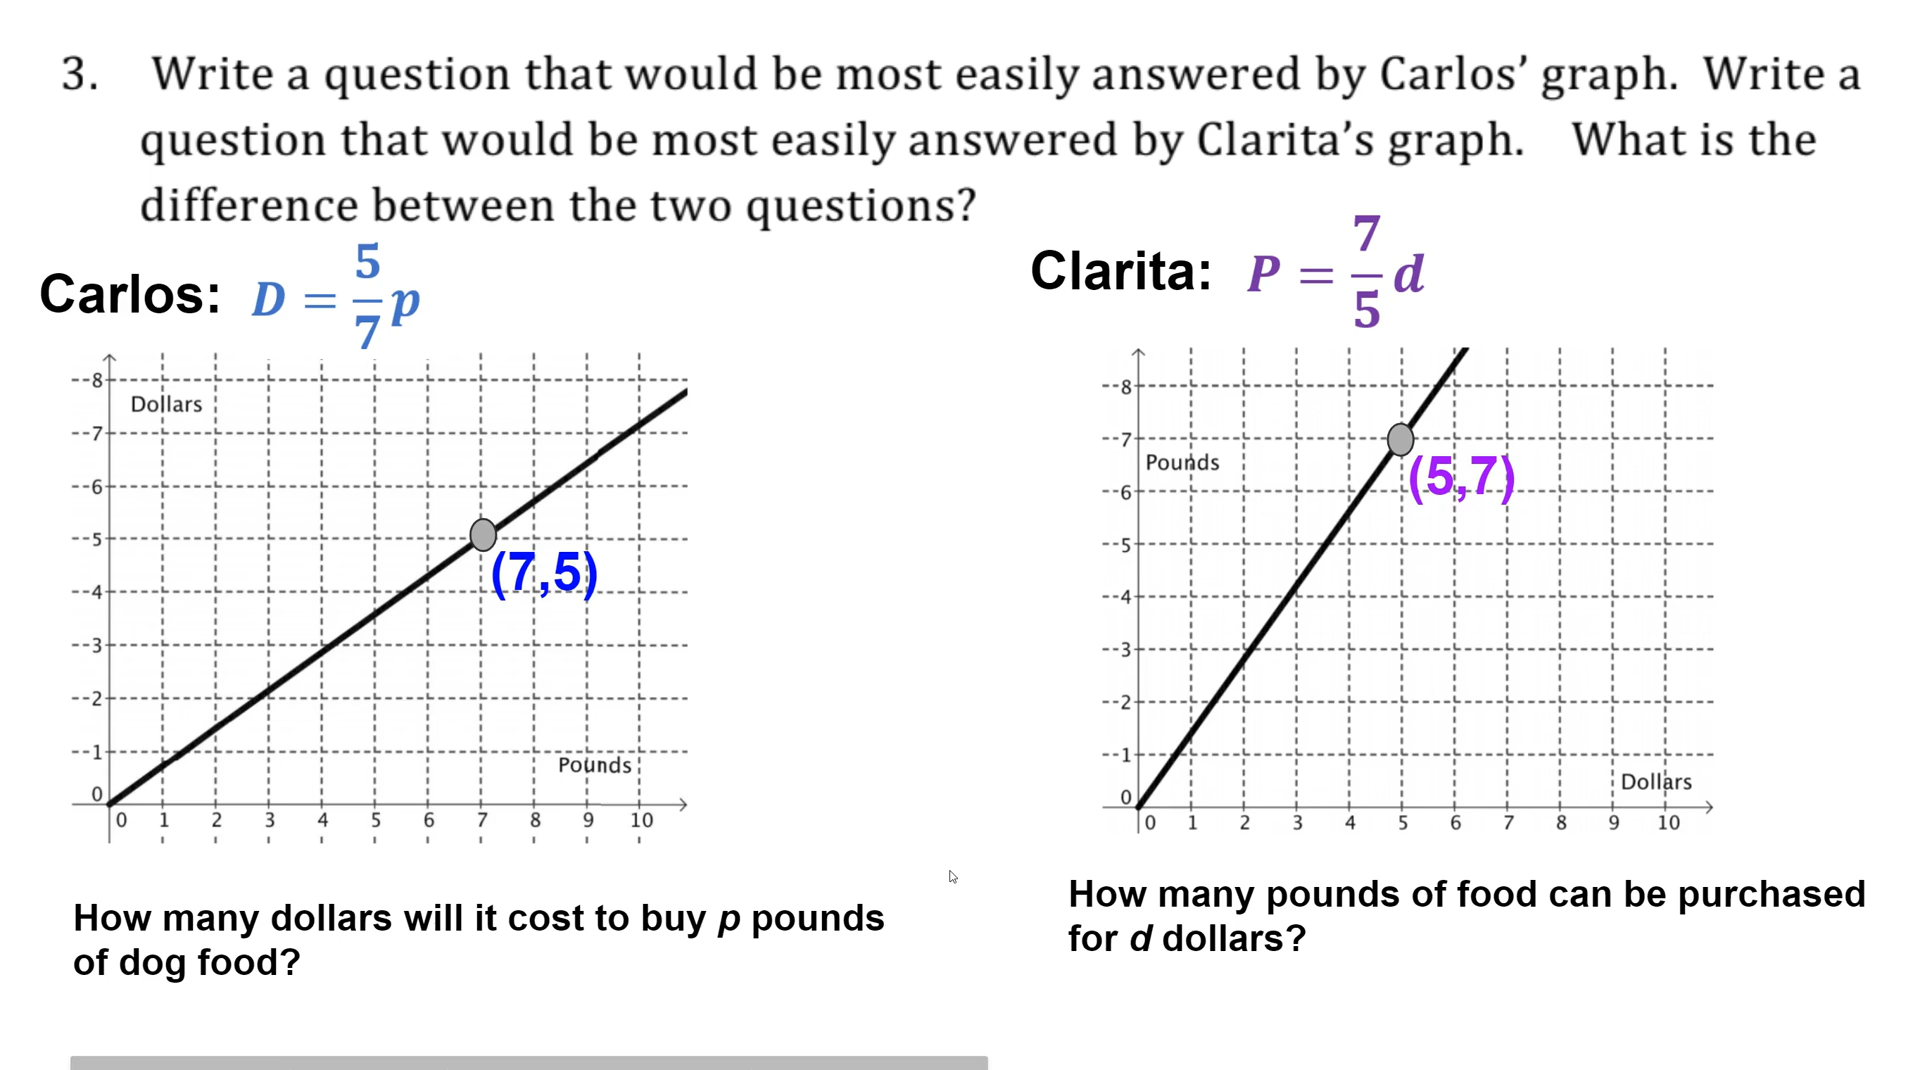 3. Write a question that would be most easily answered by Carlos’ graph. Write a
question that would be most easily answered by Clarita’s graph. What is the
difference between the two questions?
Carlos: D = 5/7 p
Clarita: P = 7/5 d
8
Dollars
7
6
5
(7,5)
4
3
2
1
Pounds
0
0 1 2 3 4 5 6 7 8 9 10
8
7
Pounds
(5,7)
6
5
4
3
2
1
Dollars
0
0 1 2 3 4 5 6 7 8 9 10
How many dollars will it cost to buy p pounds
of dog food?
How many pounds of food can be purchased
for d dollars?